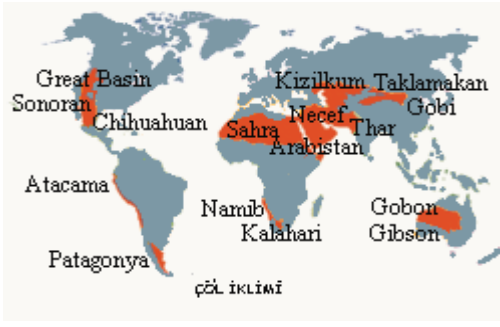 Great Basin
Kizilkum
Taklamakan
Sonoran
Gobi
Chihuahuan
Necef
Thar
Sahra
Arabistan
Atacama
Namib
Gobon
Kalahari
Gibson
Patagonya
ÇÖL İKLİMİ